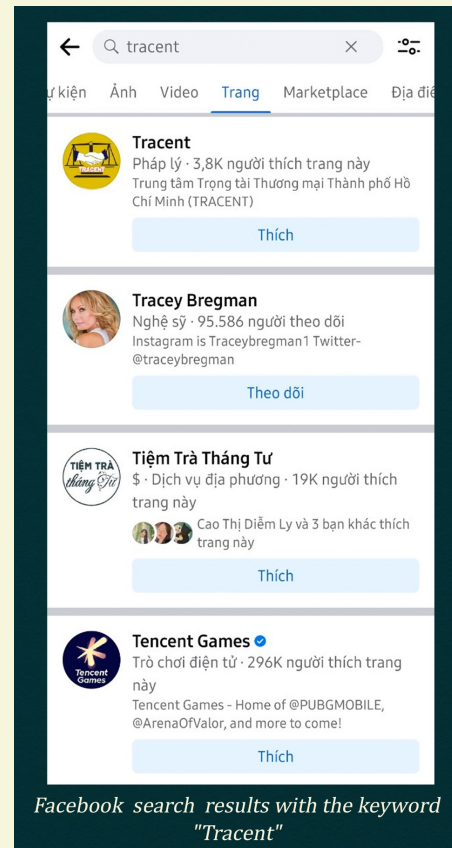 tracent
ự kiện Ảnh Video Trang Marketplace Địa điể
TRACENT
Tracent
Pháp lý · 3,8K người thích trang này
Trung tâm Trọng tài Thương mại Thành phố Hồ
Chí Minh (TRACENT)
Thích
Tracey Bregman
Nghệ sỹ · 95.586 người theo dõi
Instagram is Traceybregman1 Twitter-
@traceybregman
Theo dõi
TIỆM TRÀ
tháng Tư
Tiệm Trà Tháng Tư
$ · Dịch vụ địa phương · 19K người thích
trang này
Cao Thị Diễm Ly và 3 bạn khác thích
trang này
Thích
Tencent
Games
Tencent Games
Trò chơi điện tử · 296K người thích trang
này
Tencent Games - Home of @PUBGMOBILE,
@ArenaOfValor, and more to come!
Thích
Facebook search results with the keyword
"Tracent"